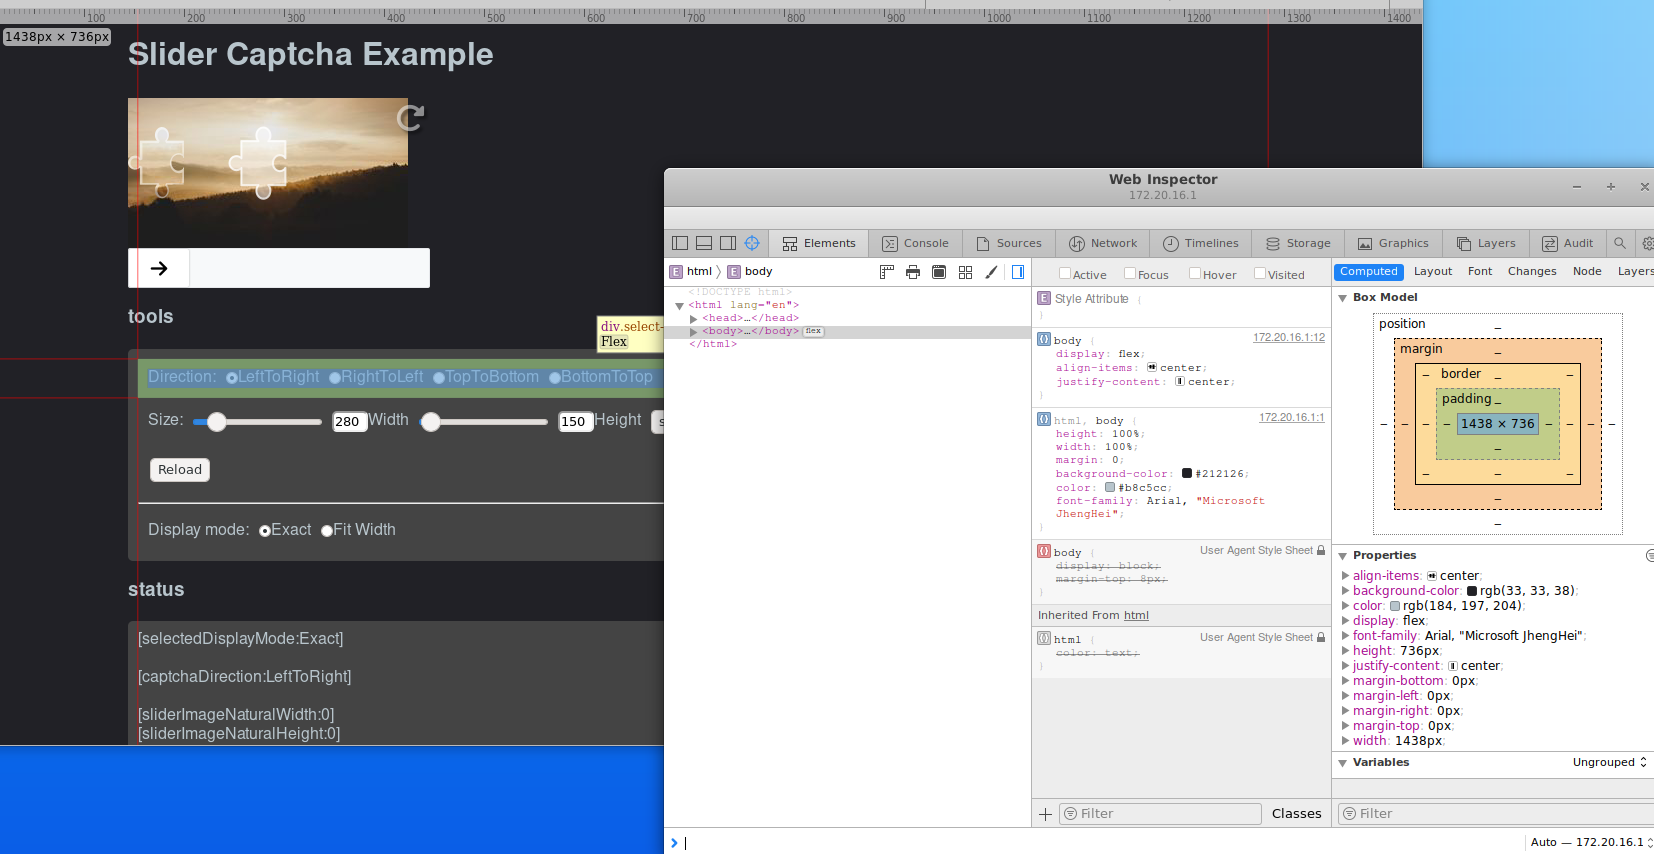 100 200 300 400 500 600 700 800 900 1000 1100 1200 1300 1400
1438px × 736px
Slider Captcha Example
tools
div.select-
Flex
Direction: LeftToRight RightToLeft TopToBottom BottomToTop
Size: 280 Width 150 Height s
Reload
Display mode: Exact Fit Width
status
[selectedDisplayMode:Exact]
[captchaDirection:LeftToRight]
[sliderImageNaturalWidth:0]
[sliderImageNaturalHeight:0]
Web Inspector
172.20.16.1
Elements Console Sources Network Timelines Storage Graphics Layers Audit
E html 〉 E body
<!DOCTYPE html>
<html lang="en">
<head>…</head>
<body>…</body> flex
</html>
Active Focus Hover Visited
E Style Attribute {
}
body { 172.20.16.1:12
display: flex;
align-items: center;
justify-content: center;
}
html, body { 172.20.16.1:1
height: 100%;
width: 100%;
margin: 0;
background-color: #212126;
color: #b8c5cc;
font-family: Arial, "Microsoft
JhengHei";
}
body { User Agent Style Sheet
display: block;
margin-top: 8px;
}
Inherited From html
html { User Agent Style Sheet
color: text;
}
+ Filter Classes
Computed Layout Font Changes Node Layers
Box Model
position –
margin –
– border – –
padding –
– – – – 1438 × 736 – – – –
–
– – –
–
–
Properties
align-items: center;
background-color: rgb(33, 33, 38);
color: rgb(184, 197, 204);
display: flex;
font-family: Arial, "Microsoft JhengHei";
height: 736px;
justify-content: center;
margin-bottom: 0px;
margin-left: 0px;
margin-right: 0px;
margin-top: 0px;
width: 1438px;
Variables Ungrouped
Filter
Auto — 172.20.16.1